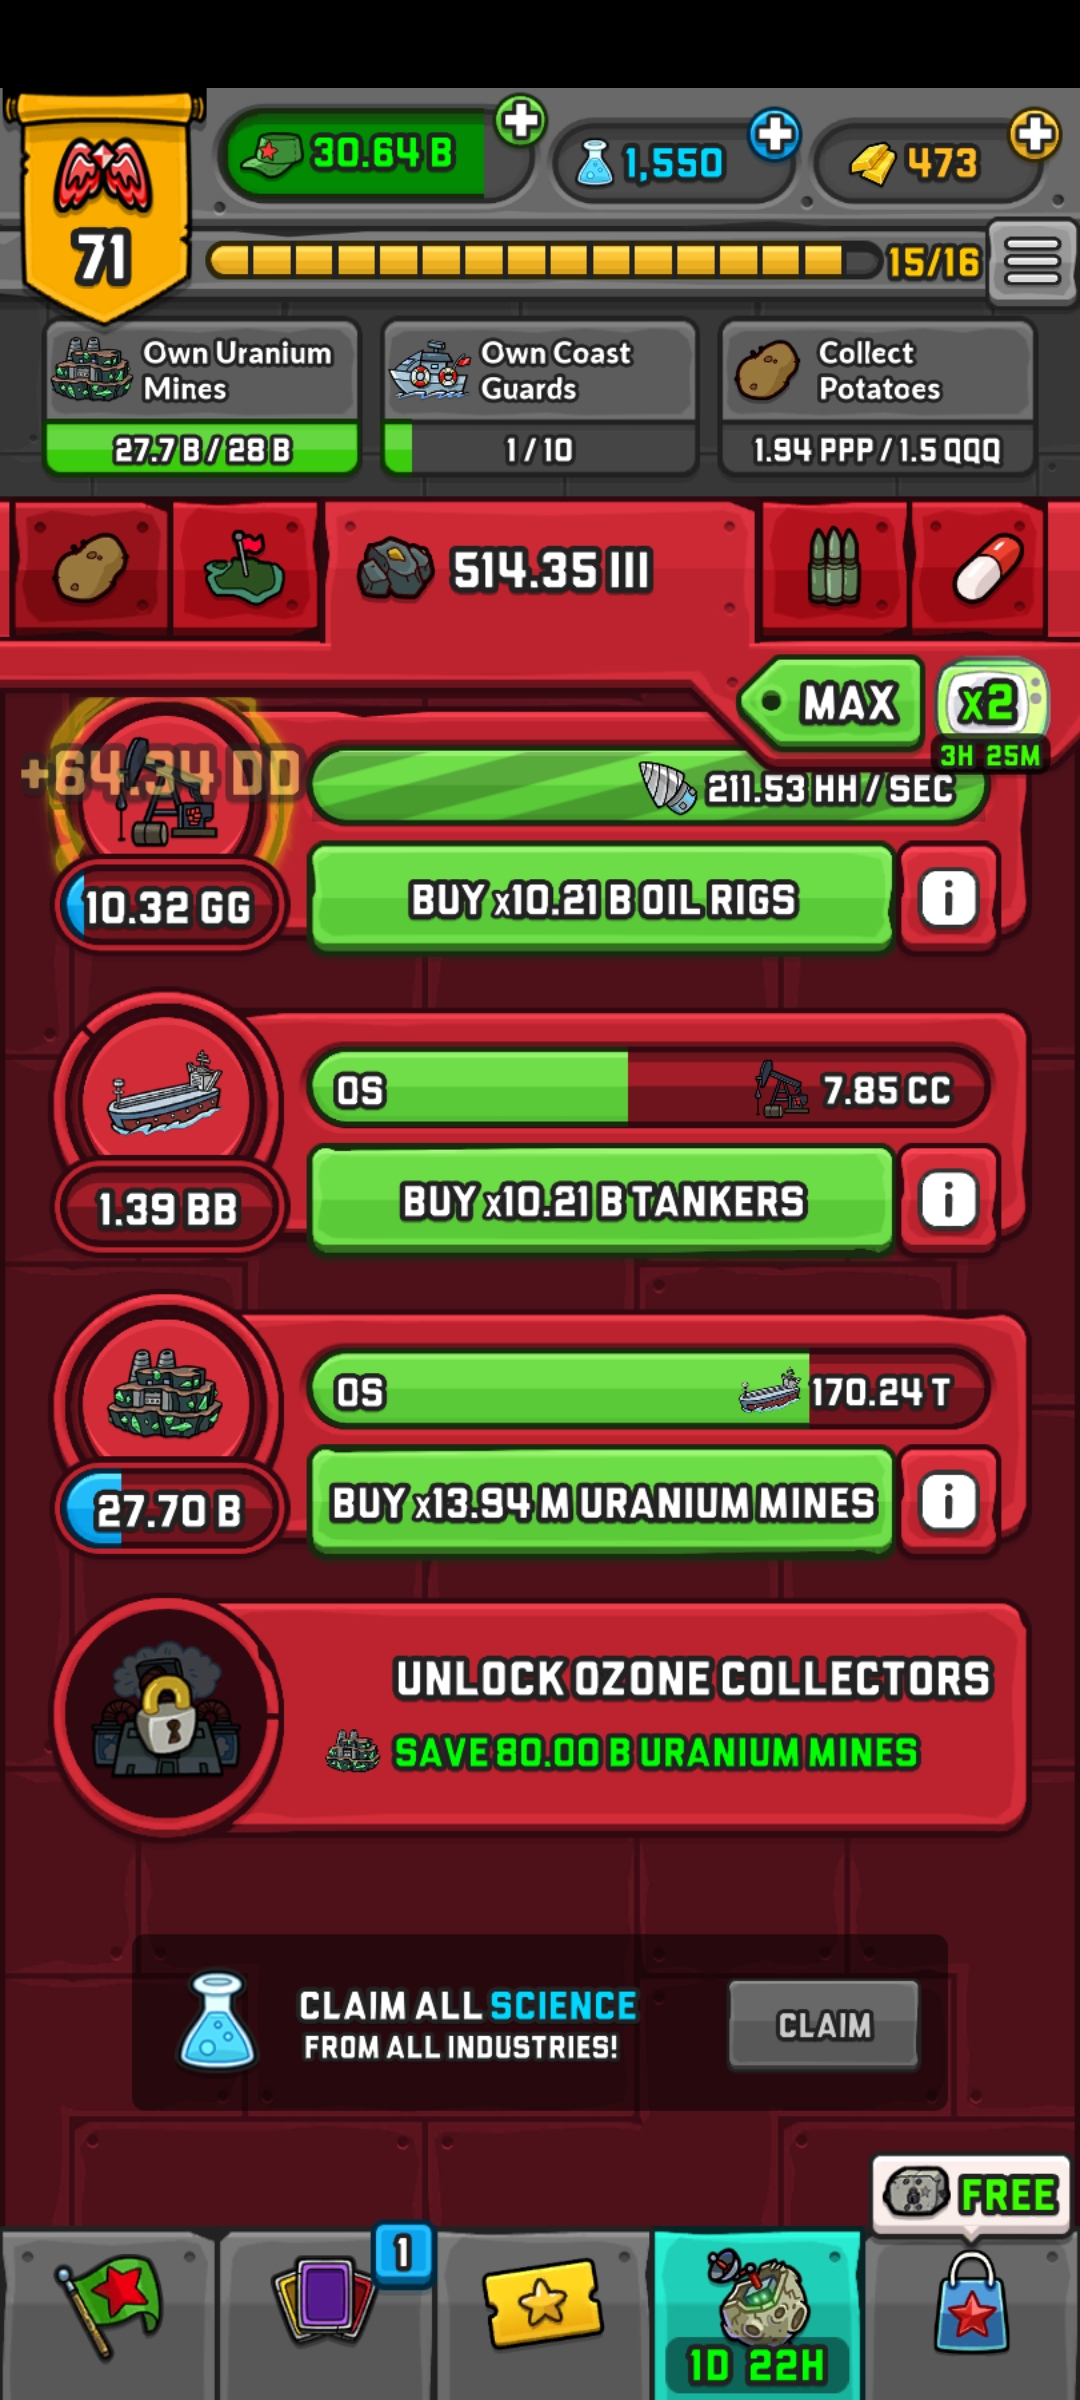 30.64 B
1,550
473
71
15/16
Own Uranium
Mines
27.7 B / 28 B
Own Coast
Guards
1 / 10
Collect
Potatoes
1.94 PPP / 1.5 QQQ
514.35 III
MAX
x2
3H 25M
+64.34 DD
211.53 HH / SEC
10.32 GG
BUY x10.21 B OIL RIGS
i
0S
7.85 CC
1.39 BB
BUY x10.21 B TANKERS
i
0S
170.24 T
27.70 B
BUY x13.94 M URANIUM MINES
i
UNLOCK OZONE COLLECTORS
SAVE 80.00 B URANIUM MINES
CLAIM ALL SCIENCE
FROM ALL INDUSTRIES!
CLAIM
FREE
1
1D 22H